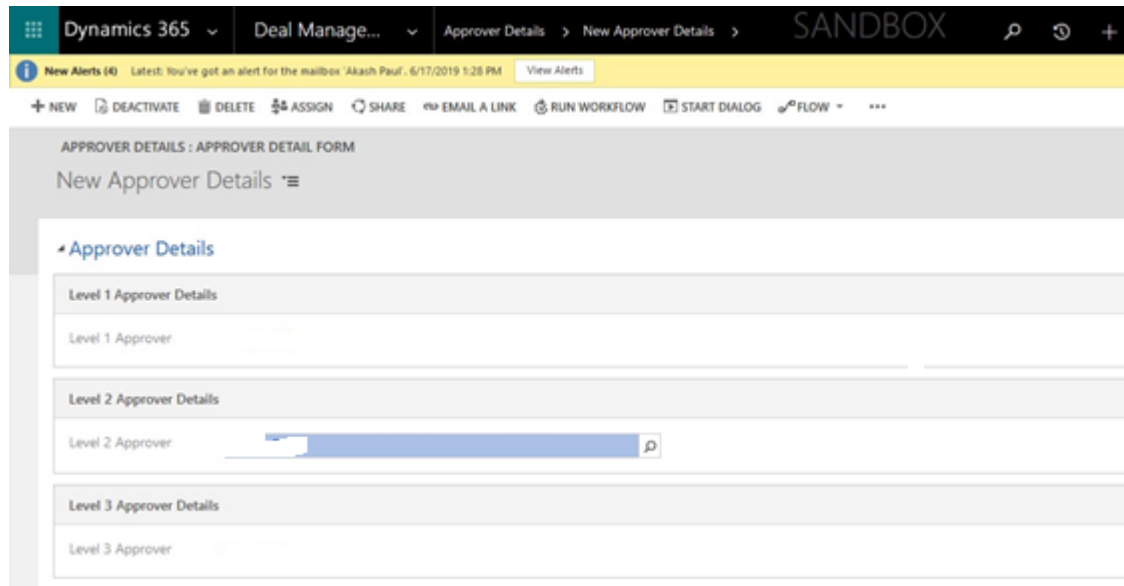 Dynamics 365 Deal Manage... Approver Details > New Approver Details > SANDBOX
New Alerts (4) Latest: You've got an alert for the mailbox 'Akash Paul'. 6/17/2019 1:28 PM View Alerts
+ NEW DEACTIVATE DELETE ASSIGN SHARE EMAIL A LINK RUN WORKFLOW START DIALOG FLOW ...
APPROVER DETAILS : APPROVER DETAIL FORM
New Approver Details
Approver Details
Level 1 Approver Details
Level 1 Approver
Level 2 Approver Details
Level 2 Approver
Level 3 Approver Details
Level 3 Approver